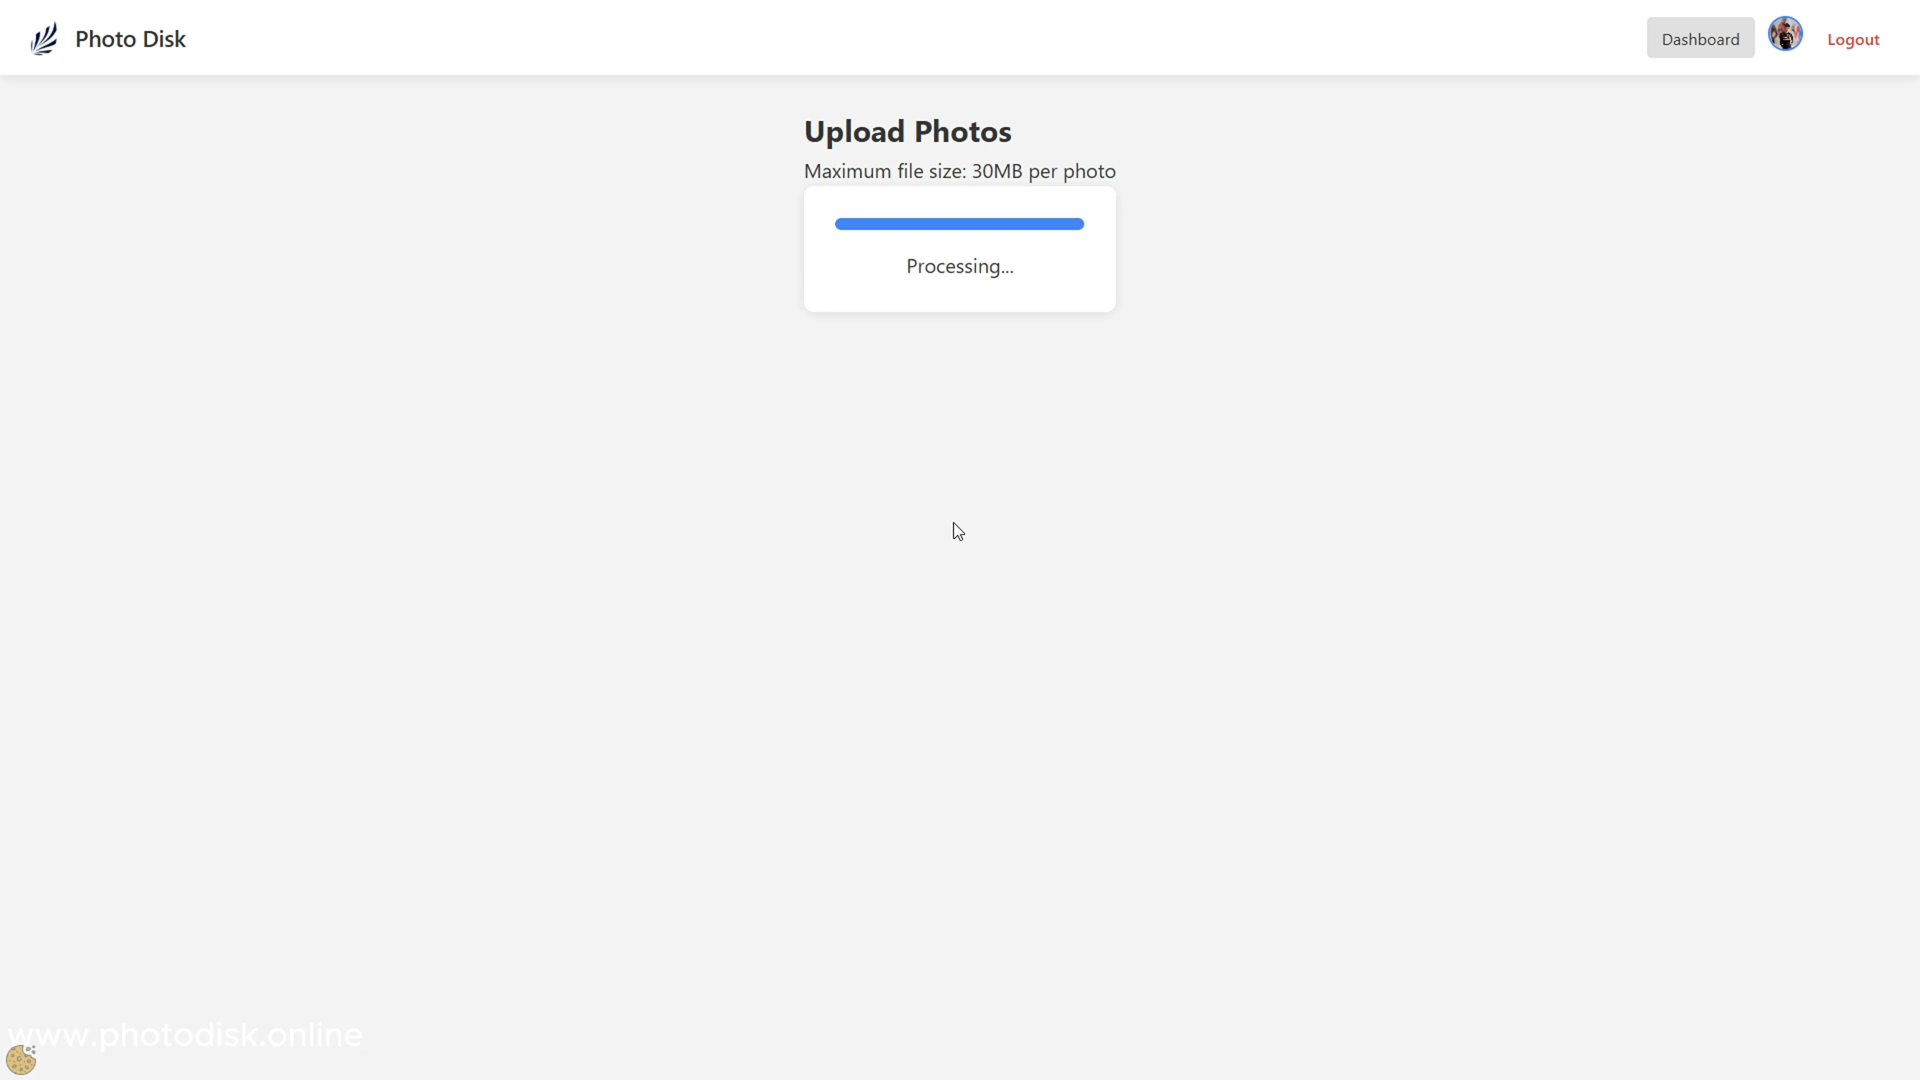 Photo Disk
Dashboard
Logout
Upload Photos
Maximum file size: 30MB per photo
Processing...
www.photodisk.online